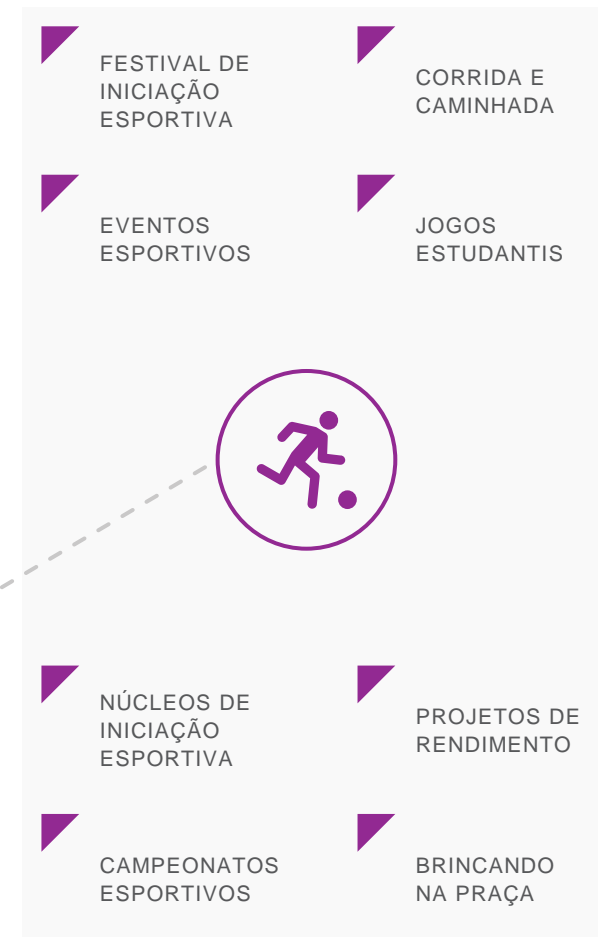 FESTIVAL DE
INICIAÇÃO
ESPORTIVA
CORRIDA E
CAMINHADA
EVENTOS
ESPORTIVOS
JOGOS
ESTUDANTIS
NÚCLEOS DE
INICIAÇÃO
ESPORTIVA
PROJETOS DE
RENDIMENTO
CAMPEONATOS
ESPORTIVOS
BRINCANDO
NA PRAÇA